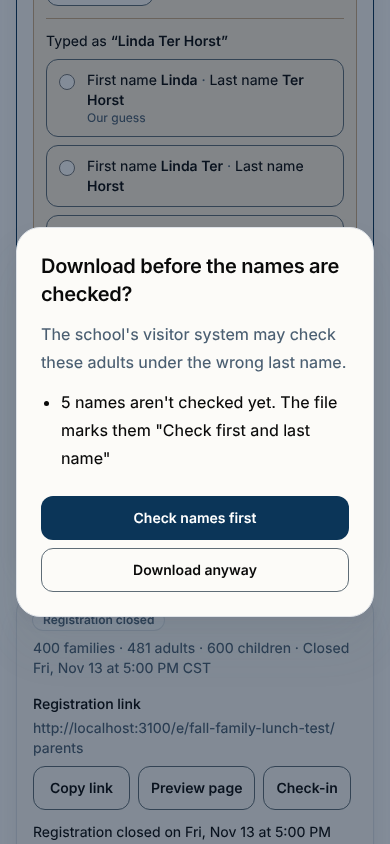 Typed as “Linda Ter Horst”
First name Linda · Last name Ter
Horst
Our guess
First name Linda Ter · Last name
Horst
Download before the names are
checked?
The school's visitor system may check
these adults under the wrong last name.
• 5 names aren't checked yet. The file
marks them "Check first and last
name"
Check names first
Download anyway
Registration closed
400 families · 481 adults · 600 children · Closed
Fri, Nov 13 at 5:00 PM CST
Registration link
http://localhost:3100/e/fall-family-lunch-test/
parents
Copy link
Preview page
Check-in
Registration closed on Fri, Nov 13 at 5:00 PM